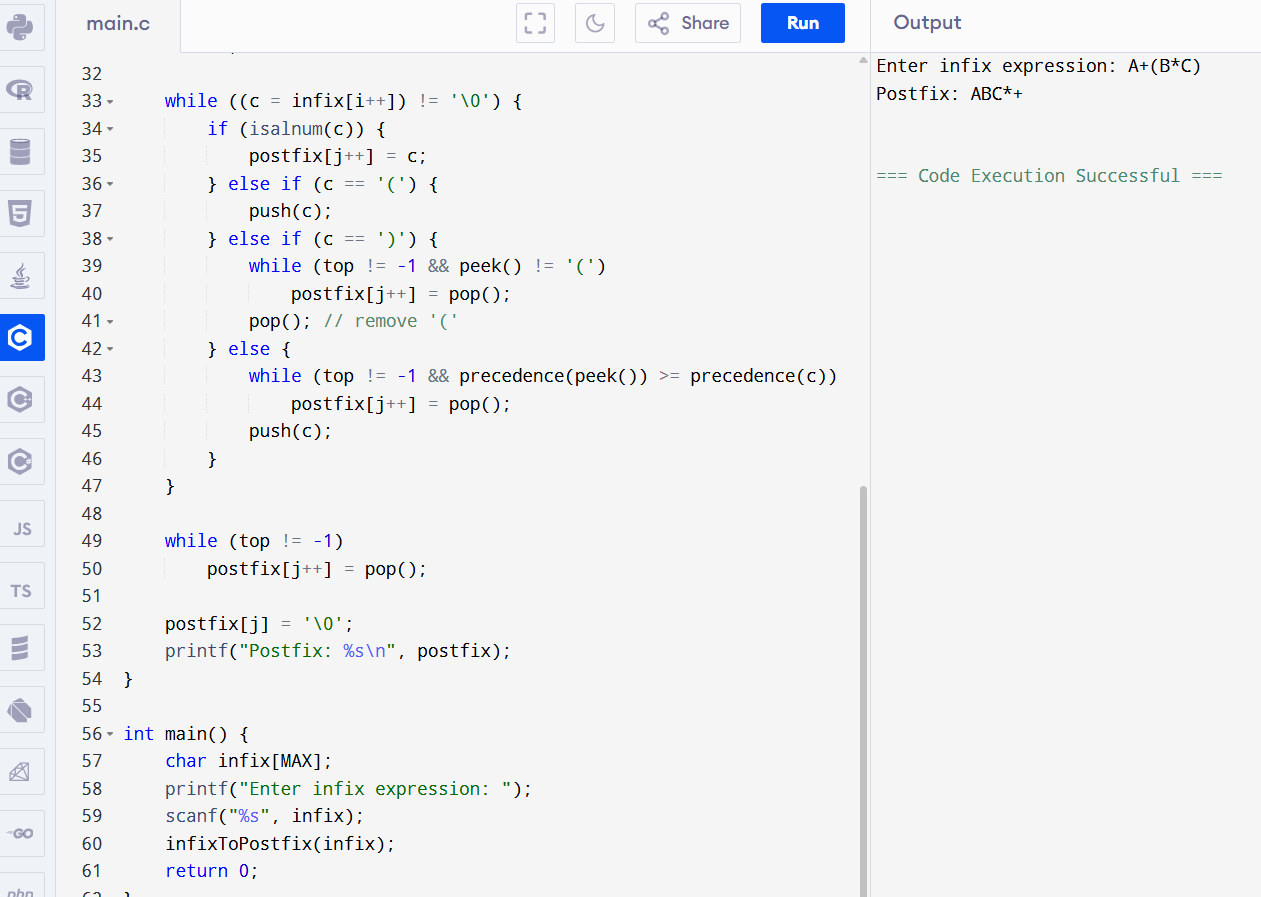 main.c
Share
Run
Output
32
33 while ((c = infix[i++]) != '\0') {
34 if (isalnum(c)) {
35 postfix[j++] = c;
36 } else if (c == '(') {
37 push(c);
38 } else if (c == ')') {
39 while (top != -1 && peek() != '(')
40 postfix[j++] = pop();
41 pop(); // remove '('
42 } else {
43 while (top != -1 && precedence(peek()) >= precedence(c))
44 postfix[j++] = pop();
45 push(c);
46 }
47 }
48
49 while (top != -1)
50 postfix[j++] = pop();
51
52 postfix[j] = '\0';
53 printf("Postfix: %s\n", postfix);
54 }
55
56 int main() {
57 char infix[MAX];
58 printf("Enter infix expression: ");
59 scanf("%s", infix);
60 infixToPostfix(infix);
61 return 0;
62 }
Enter infix expression: A+(B*C)
Postfix: ABC*+
=== Code Execution Successful ===
R
5
C
C
C
JS
TS
GO
php